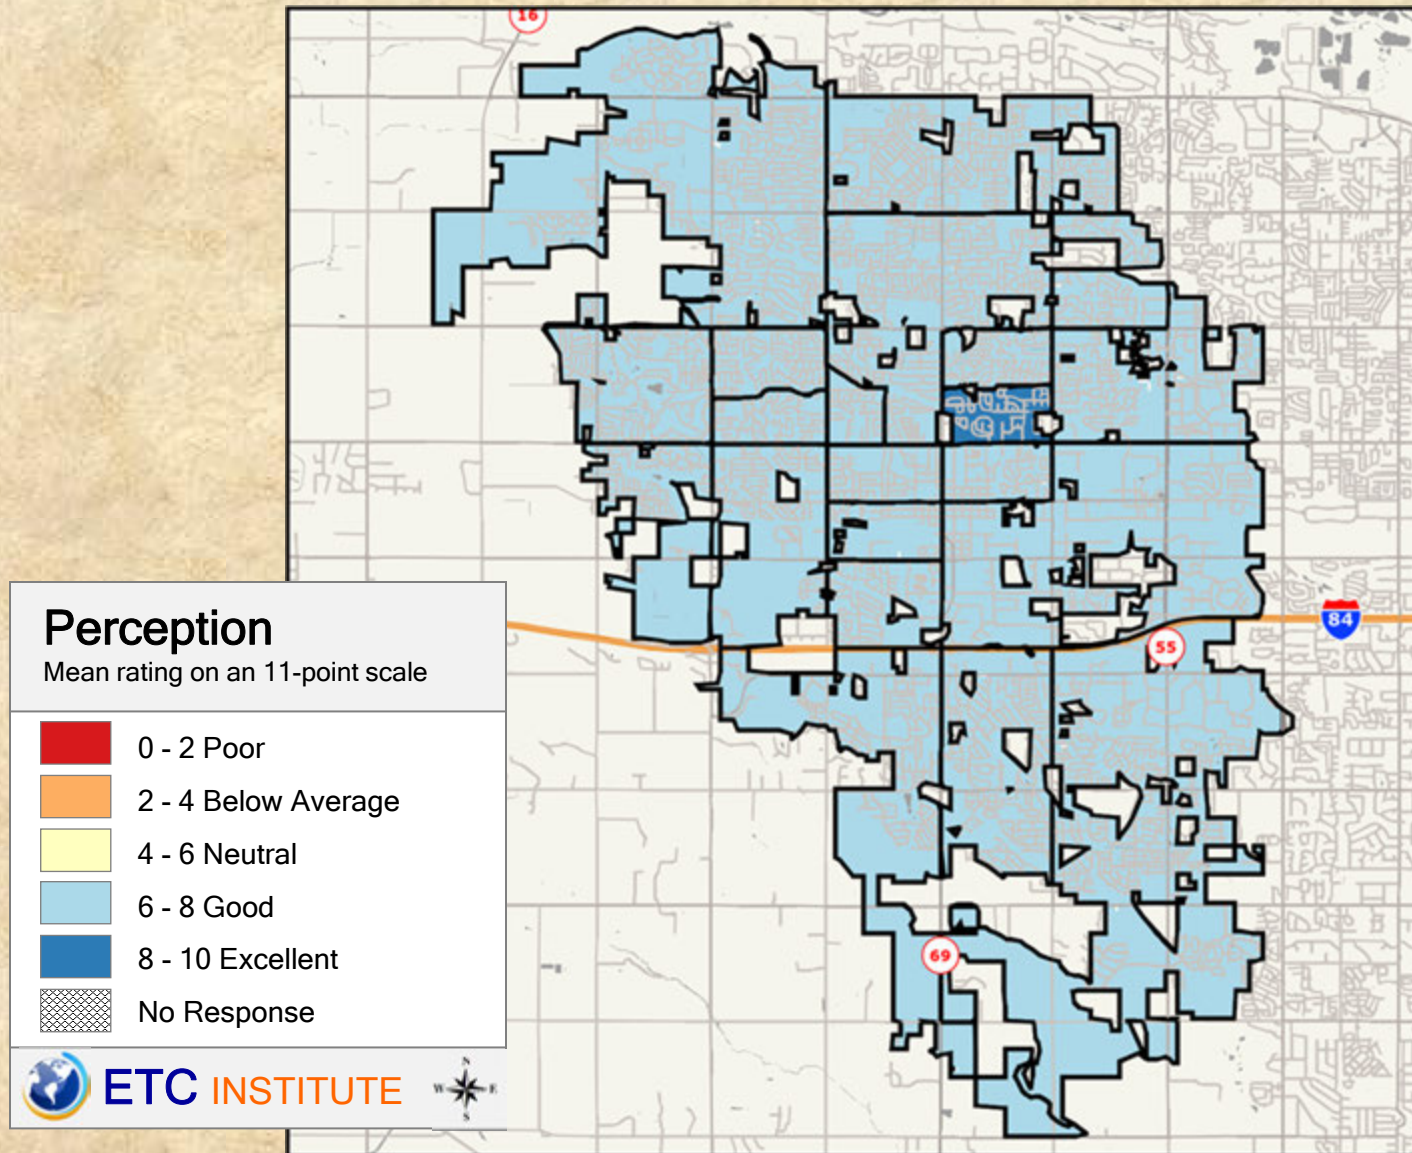 16
84
55
Perception
Mean rating on an 11-point scale
0 - 2 Poor
2 - 4 Below Average
4 - 6 Neutral
6 - 8 Good
8 - 10 Excellent
69
No Response
ETC INSTITUTE
N
W E
S